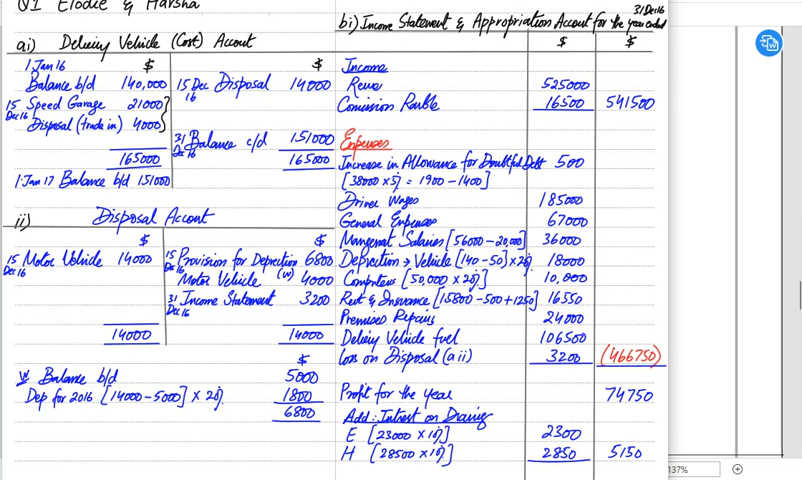 Q1 Elodie & Harsha
ai) Delivery Vehicle (Cost) Account
1 Jan 16 $ $
Balance b/d 140,000 15 Dec 16 Disposal 14000
15 Dec 16 Speed Garage 21000
Disposal (trade in) 4000
31 Dec 16 Balance c/d 151000
165000 165000
1 Jan 17 Balance b/d 151000
ii) Disposal Account
$ $
15 Dec 16 Motor Vehicle 14000 15 Dec 16 Provision for Depreciation 6800
Motor Vehicle 4000
31 Dec 16 Income Statement 3200
14000 14000
$
Balance b/d 5000
Dep for 2016 [14000-5000] x 20% 1800
6800
bi) Income Statement & Appropriation Account for the year ended 31 Dec 16
$ $
Income
Revenue 525000
Comission Receivable 16500 541500
Expenses
Increase in Allowance for Doubtful Debt 500
[38000 x 5% = 1900 - 1400]
Driver Wages 185000
General Expenses 67000
Salaries [56000-20,000] 36000
Depreciation → Vehicle [140-50] x 20% 18000
Computers [50,000 x 20%] 10,000
Rent & Insurance [15800-500+1250] 16550
Premises Repairs 24000
Delivery Vehicle fuel 106500
Loss on Disposal (a ii) 3200 (466750)
Profit for the year 74750
Add: Intrest on Drawing
E [23000 x 10%] 2300
H [28500 x 10%] 2850 5150
137%